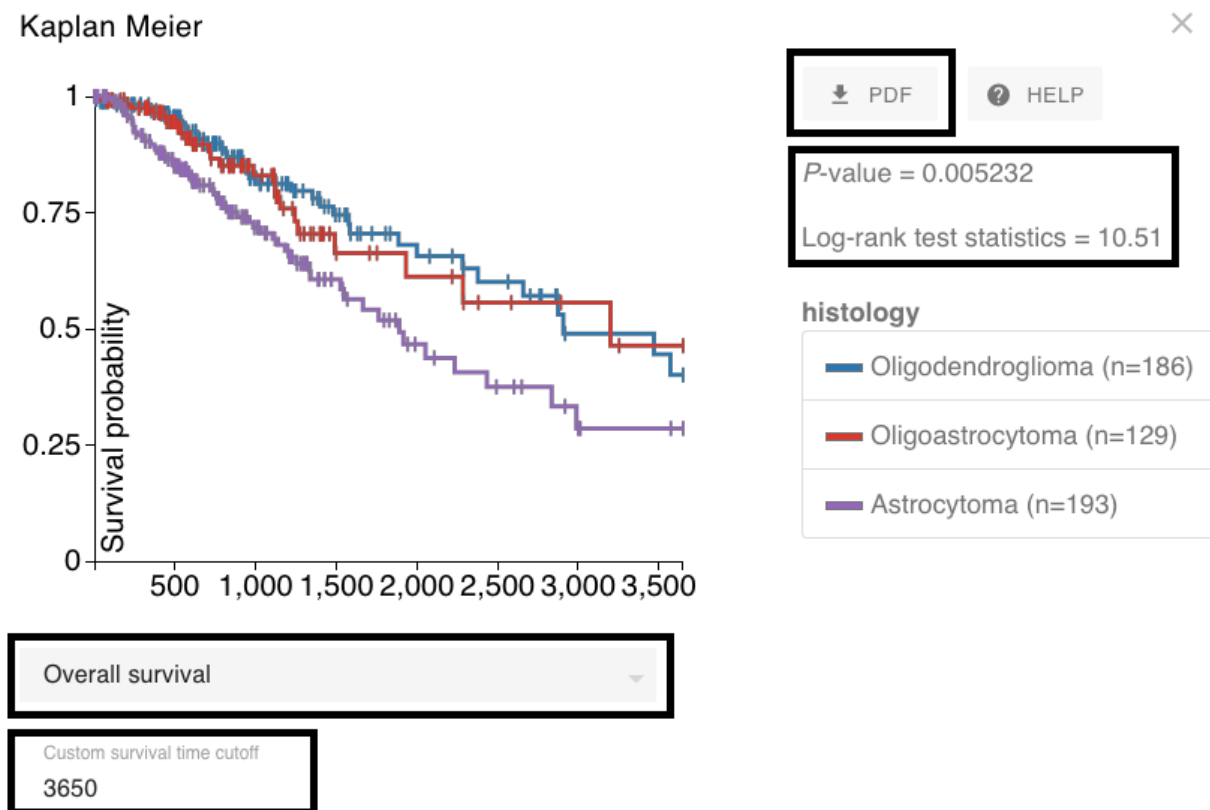 Kaplan Meier
×
PDF
HELP
P-value = 0.005232
Log-rank test statistics = 10.51
histology
Oligodendroglioma (n=186)
Oligoastrocytoma (n=129)
Astrocytoma (n=193)
1
0.75
0.5
0.25
0
Survival probability
500 1,000 1,500 2,000 2,500 3,000 3,500
Overall survival
Custom survival time cutoff
3650